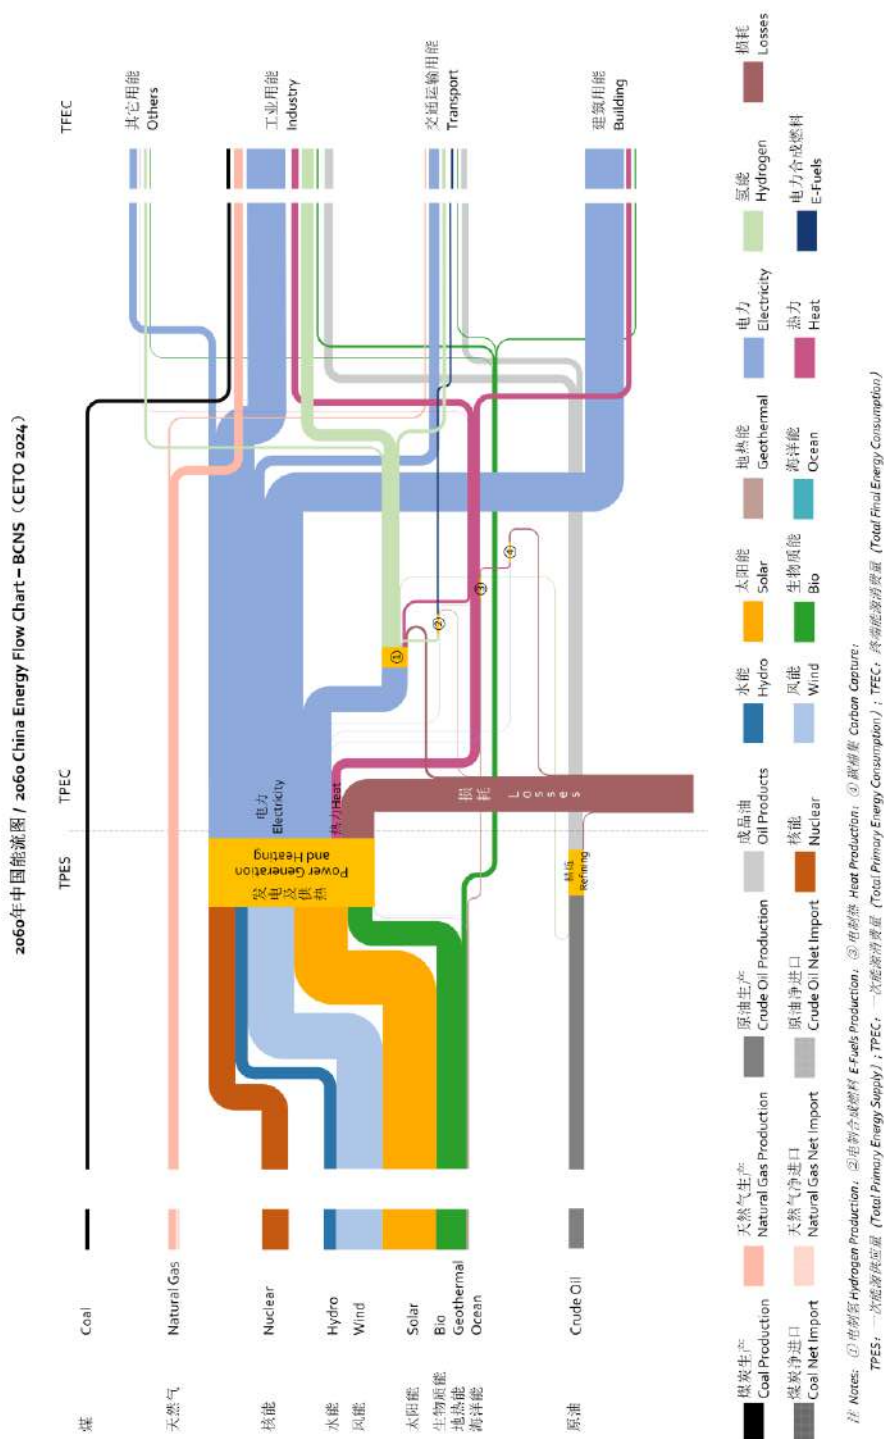 2060年中国能流图 / 2060 China Energy Flow Chart – BCNS（CETO 2024）
TPES
TPEC
TFEC
煤
Coal
天然气
Natural Gas
核能
Nuclear
水能
Hydro
风能
Wind
太阳能
Solar
生物质能
Bio
地热能
Geothermal
海洋能
Ocean
原油
Crude Oil
发电及供热
Power Generation
and Heating
电力
Electricity
热力Heat
损耗
Losses
精炼
Refining
①
②
③
④
其它用能
Others
工业用能
Industry
交通运输用能
Transport
建筑用能
Building
煤炭生产
Coal Production
天然气生产
Natural Gas Production
原油生产
Crude Oil Production
成品油
Oil Products
水能
Hydro
太阳能
Solar
地热能
Geothermal
电力
Electricity
氢能
Hydrogen
损耗
Losses
煤炭净进口
Coal Net Import
天然气净进口
Natural Gas Net Import
原油净进口
Crude Oil Net Import
核能
Nuclear
风能
Wind
生物质能
Bio
海洋能
Ocean
热力
Heat
电力合成燃料
E-Fuels
注 Notes: ①电制氢 Hydrogen Production; ②电制合成燃料 E-Fuels Production; ③电制热 Heat Production; ④碳捕集 Carbon Capture;
TPES: 一次能源供应量 (Total Primary Energy Supply) ; TPEC: 一次能源消费量 (Total Primary Energy Consumption) ; TFEC: 终端能源消费量 (Total Final Energy Consumption)